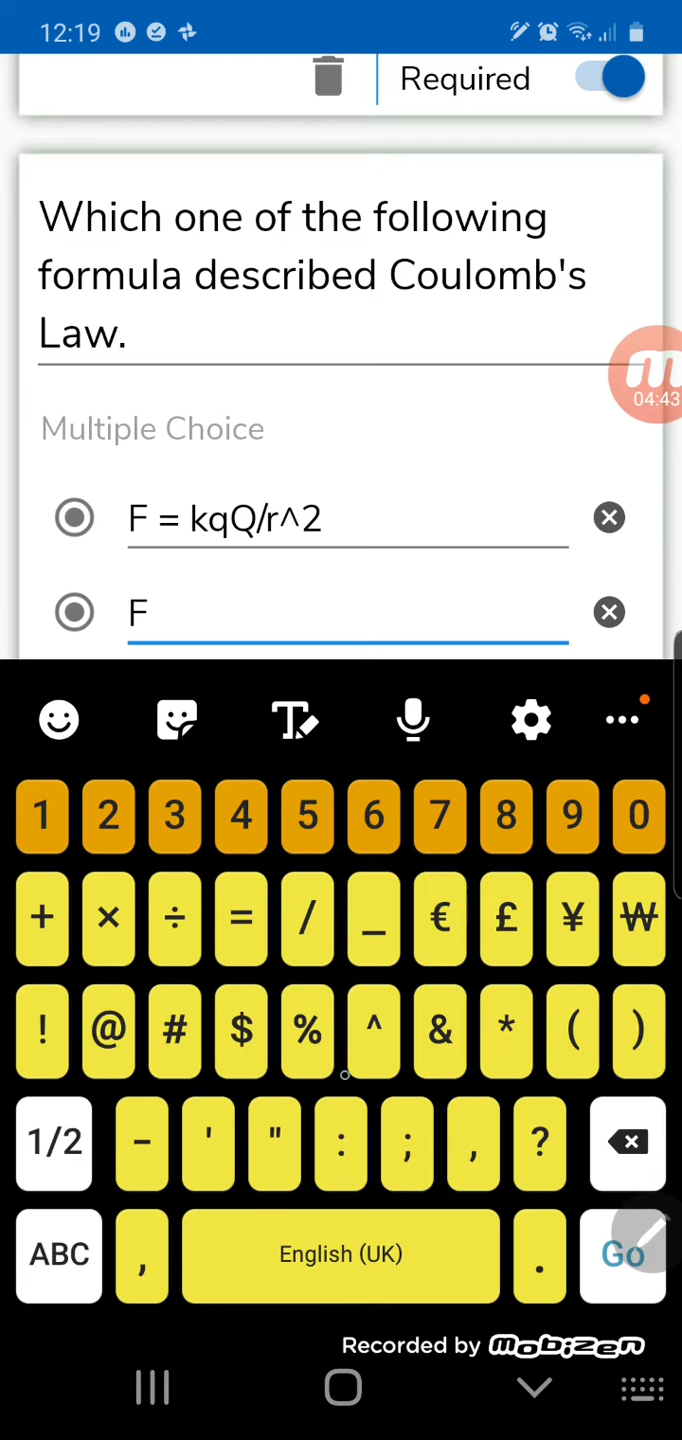 12:19
Required
Which one of the following
formula described Coulomb's
Law.
04:43
Multiple Choice
F = kqQ/r^2
F
1 2 3 4 5 6 7 8 9 0
+ × ÷ = / _ € £ ¥ ₩
! @ # $ % ^ & * ( )
1/2 - ' " : ; , ?
ABC , English (UK) . Go
Recorded by mobizen